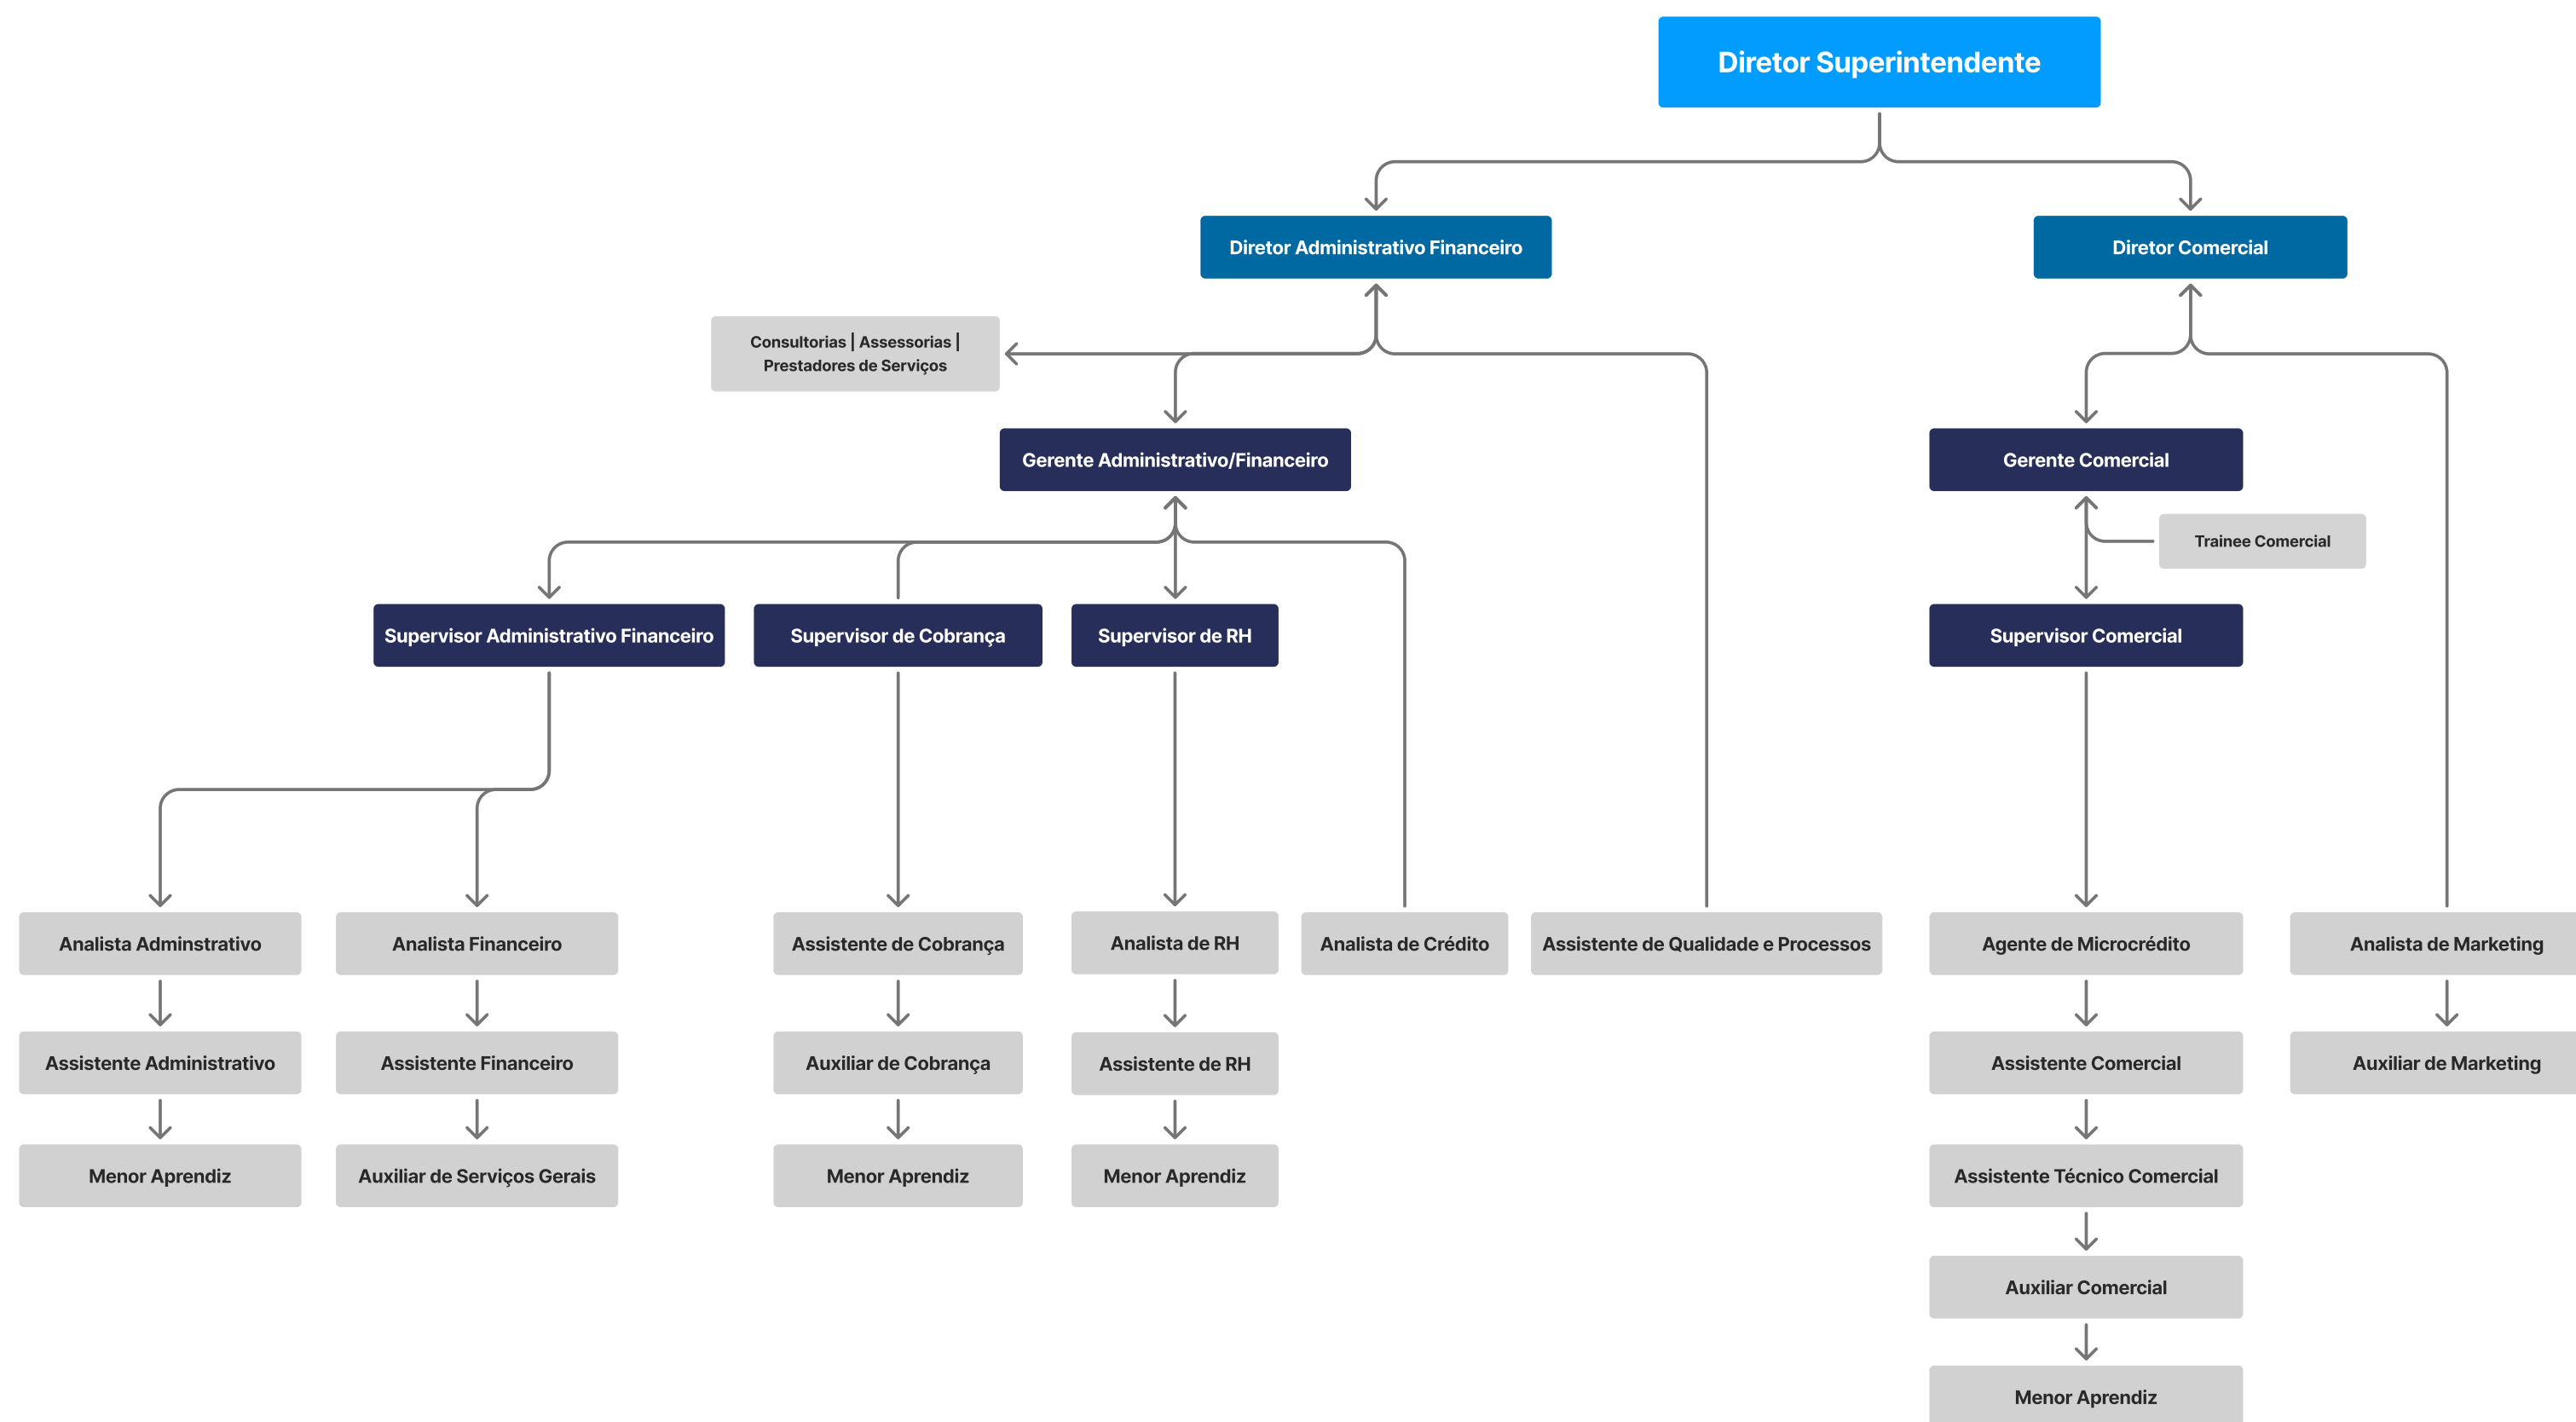 Diretor Superintendente
Diretor Administrativo Financeiro
Diretor Comercial
Consultorias | Assessorias |
Prestadores de Serviços
Gerente Administrativo/Financeiro
Gerente Comercial
Trainee Comercial
Supervisor Administrativo Financeiro
Supervisor de Cobrança
Supervisor de RH
Supervisor Comercial
Analista Adminstrativo
Analista Financeiro
Assistente de Cobrança
Analista de RH
Analista de Crédito
Assistente de Qualidade e Processos
Agente de Microcrédito
Analista de Marketing
Assistente Administrativo
Assistente Financeiro
Auxiliar de Cobrança
Assistente de RH
Assistente Comercial
Auxiliar de Marketing
Menor Aprendiz
Auxiliar de Serviços Gerais
Menor Aprendiz
Menor Aprendiz
Assistente Técnico Comercial
Auxiliar Comercial
Menor Aprendiz